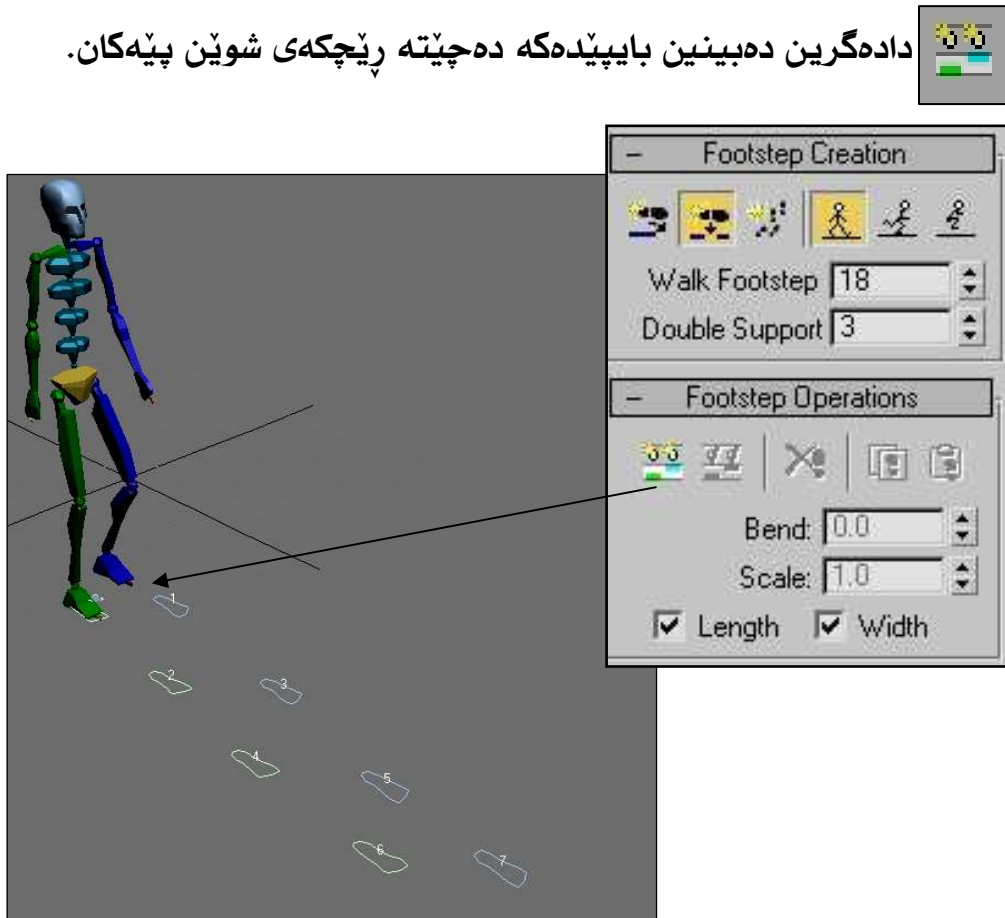 دادەگرین دەبینین بایپێدەکە دەچێتە ڕێچکەی شوێن پێەکان.
– Footstep Creation
Walk Footstep 18
Double Support 3
– Footstep Operations
Bend: 0.0
Scale: 1.0
Length Width
1
2 3
4 5
6 7